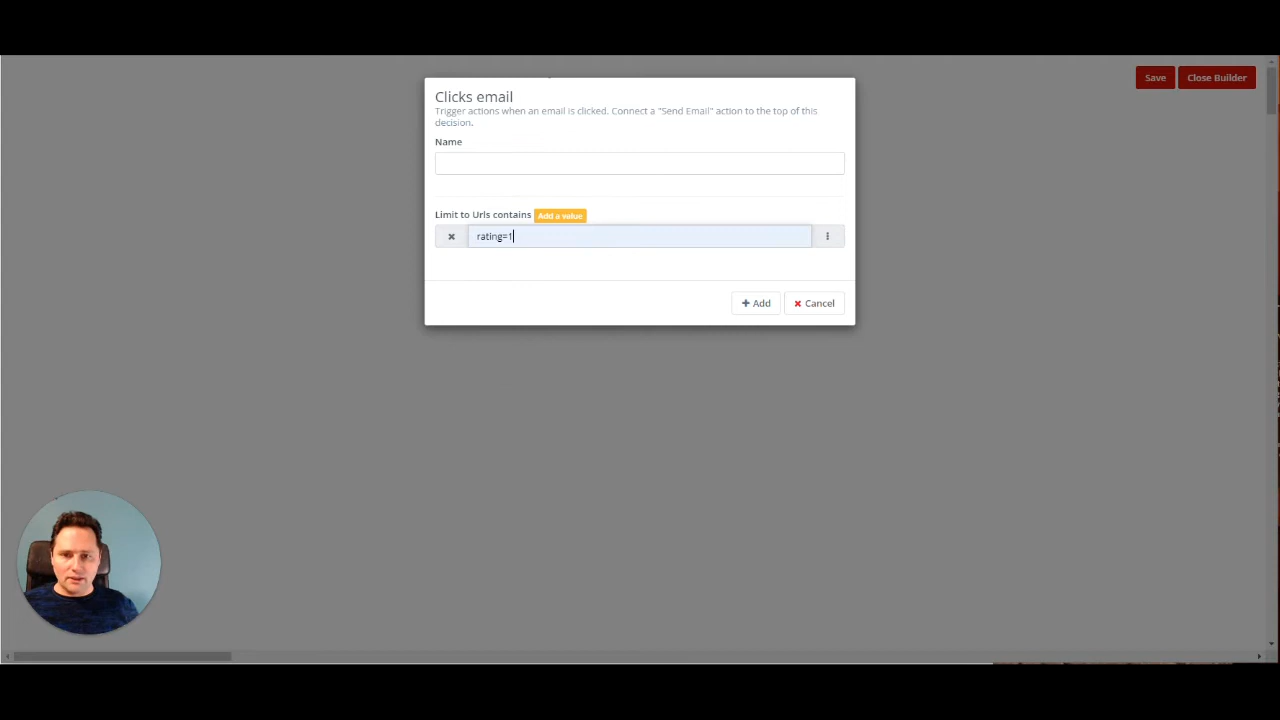 Save
Close Builder
Clicks email
Trigger actions when an email is clicked. Connect a "Send Email" action to the top of this
decision.
Name
Limit to Urls contains
Add a value
rating=1
Add
Cancel